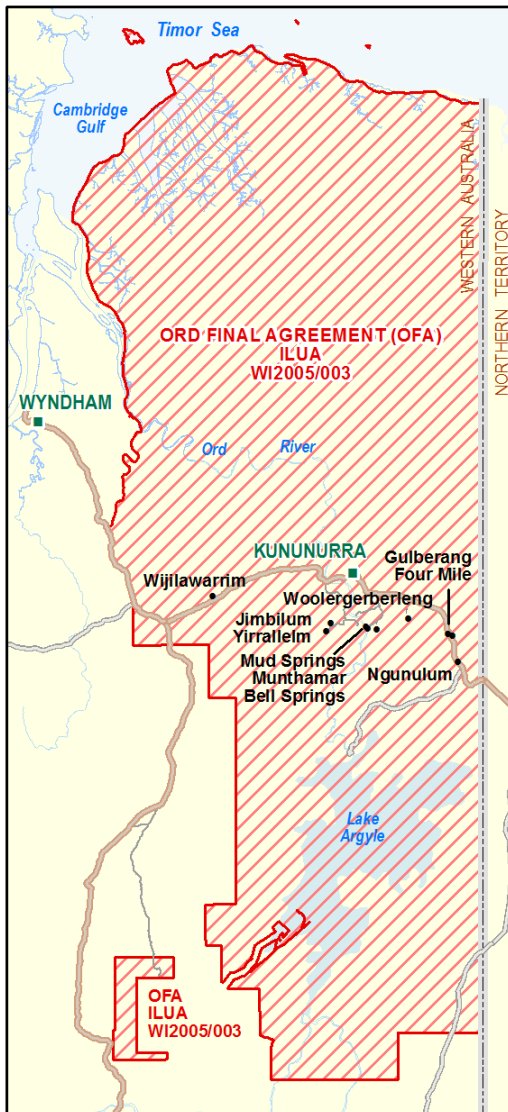 Timor Sea
Cambridge
Gulf
WESTERN AUSTRALIA
NORTHERN TERRITORY
ORD FINAL AGREEMENT (OFA)
ILUA
WI2005/003
WYNDHAM
Ord River
KUNUNURRA
Gulberang
Four Mile
Wijilawarrim
Woolergerberleng
Jimbilum
Yirrallelm
Mud Springs
Munthamar
Bell Springs
Ngunulum
Lake
Argyle
OFA
ILUA
WI2005/003